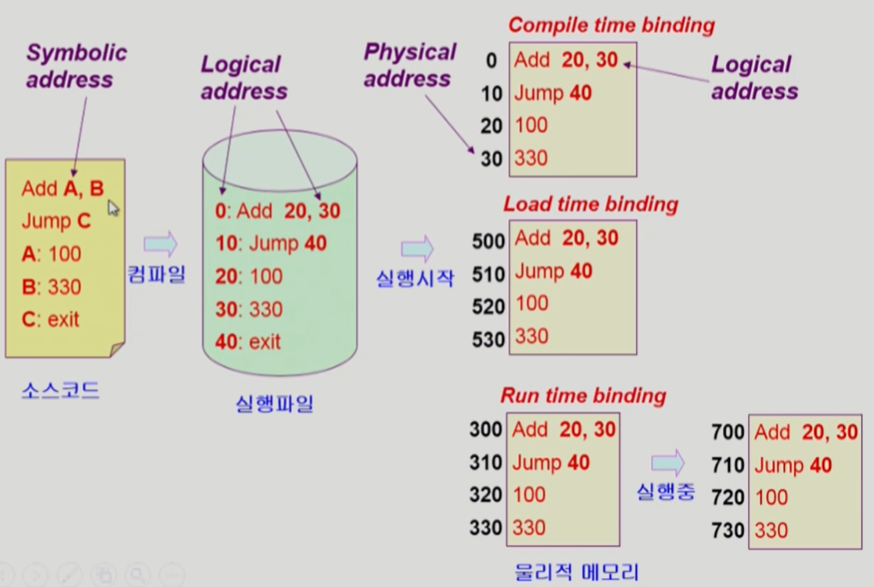 Symbolic
address
Add A, B
Jump C
A: 100
B: 330
C: exit
소스코드
컴파일
Logical
address
0: Add 20, 30
10: Jump 40
20: 100
30: 330
40: exit
실행파일
실행시작
Physical
address
Compile time binding
0 Add 20, 30
10 Jump 40
20 100
30 330
Logical
address
Load time binding
500 Add 20, 30
510 Jump 40
520 100
530 330
Run time binding
300 Add 20, 30
310 Jump 40
320 100
330 330
실행중
700 Add 20, 30
710 Jump 40
720 100
730 330
물리적 메모리